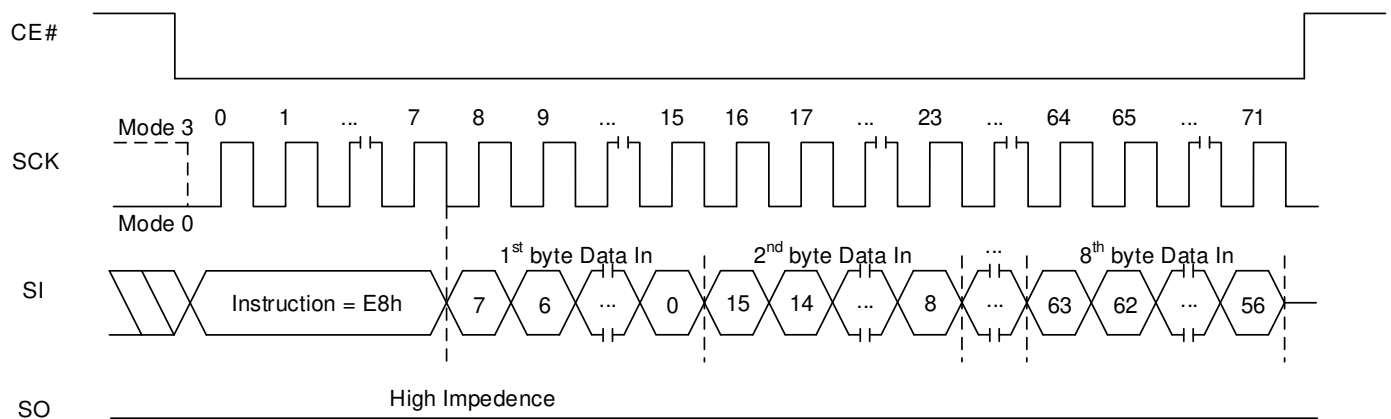 CE#
0 1 ... 7 8 9 ... 15 16 17 ... 23 ... 64 65 ... 71
Mode 3
SCK
Mode 0
1st byte Data In 2nd byte Data In ... 8th byte Data In
SI Instruction = E8h 7 6 ... 0 15 14 ... 8 ... 63 62 ... 56
High Impedence
SO